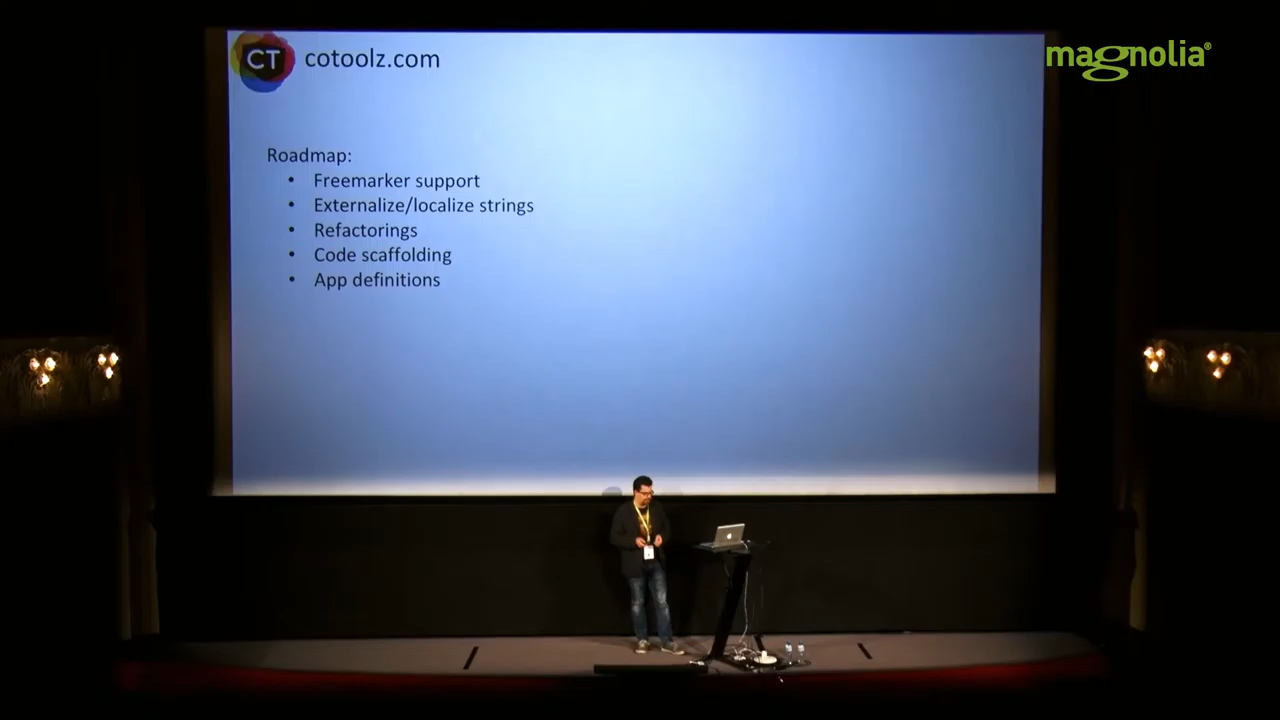 CT cotoolz.com
magnolia®
Roadmap:
• Freemarker support
• Externalize/localize strings
• Refactorings
• Code scaffolding
• App definitions